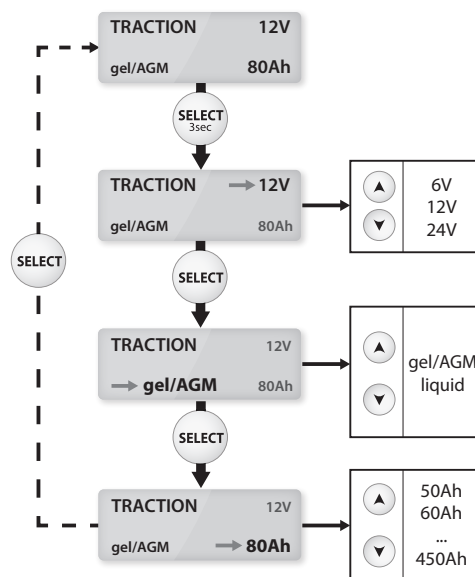 TRACTION 12V
gel/AGM 80Ah
SELECT
3sec
TRACTION 12V
gel/AGM 80Ah
6V
12V
24V
SELECT
SELECT
TRACTION 12V
gel/AGM 80Ah
gel/AGM
liquid
SELECT
TRACTION 12V
gel/AGM 80Ah
50Ah
60Ah
...
450Ah